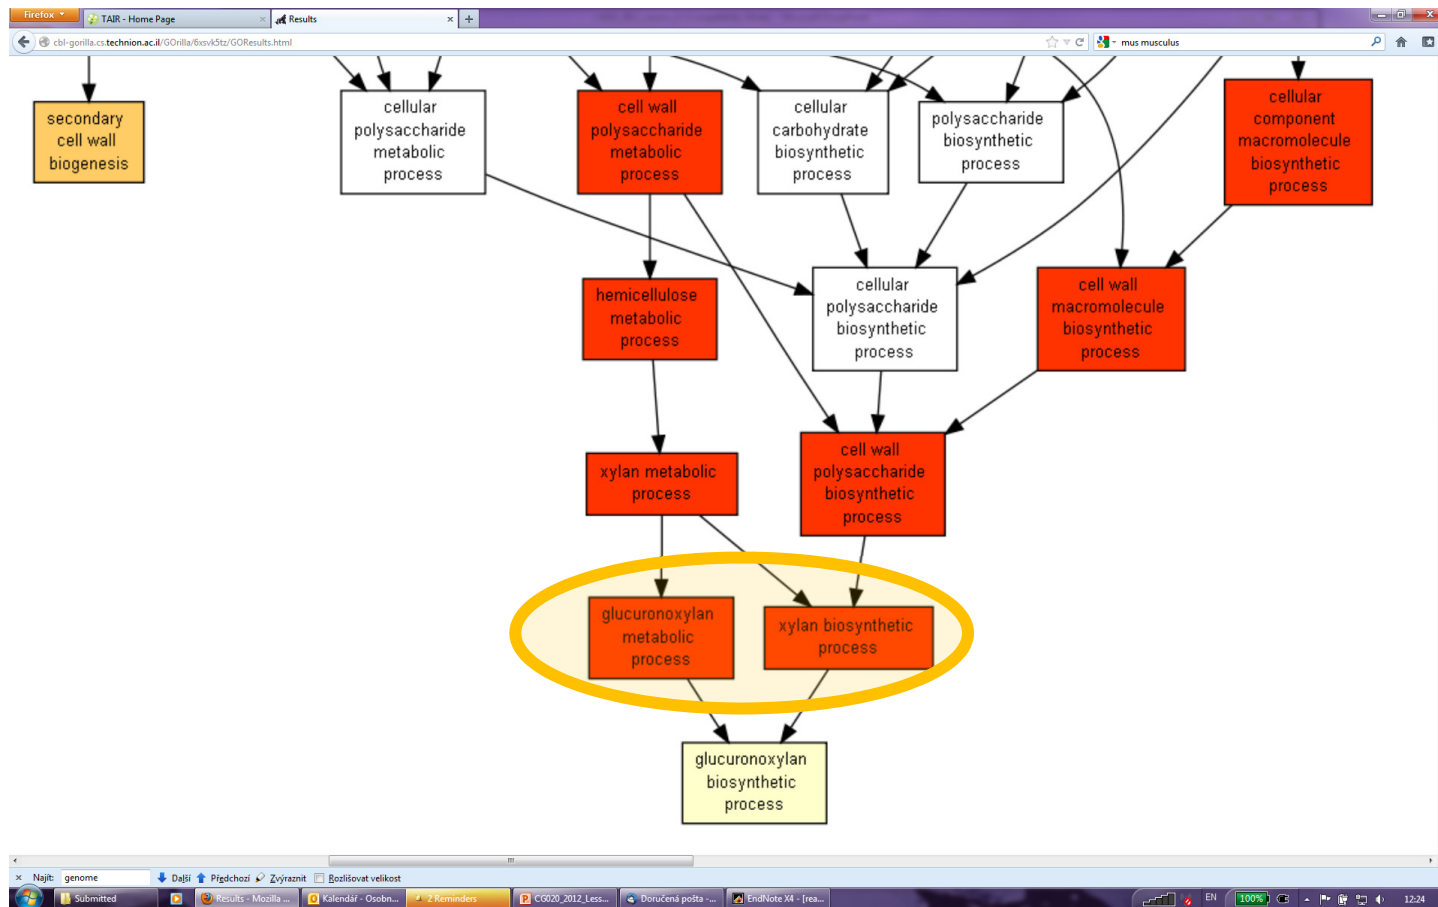 Firefox
TAIR - Home Page
Results
cbl-gorilla.cs.technion.ac.il/GOrilla/6xsvk5tz/GOResults.html
mus musculus
secondary
cell wall
biogenesis
cellular
polysaccharide
metabolic
process
cell wall
polysaccharide
metabolic
process
cellular
carbohydrate
biosynthetic
process
polysaccharide
biosynthetic
process
cellular
component
macromolecule
biosynthetic
process
hemicellulose
metabolic
process
cellular
polysaccharide
biosynthetic
process
cell wall
macromolecule
biosynthetic
process
xylan metabolic
process
cell wall
polysaccharide
biosynthetic
process
glucuronoxylan
metabolic
process
xylan biosynthetic
process
glucuronoxylan
biosynthetic
process
Najít: genome Další Předchozí Zvýraznit Rozlišovat velikost
Submitted Results - Mozilla ... Kalendář - Osobn... 2 Reminders CG020_2012_Less... Doručená pošta -... EndNote X4 - [rea... EN 100% 12:24